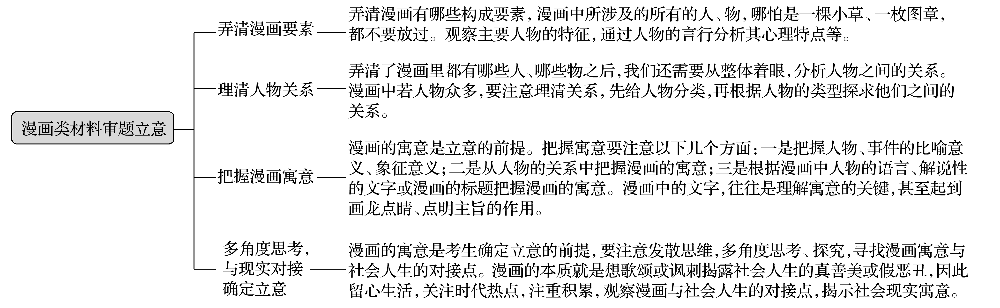 漫画类材料审题立意
弄清漫画要素
弄清漫画有哪些构成要素,漫画中所涉及的所有的人、物,哪怕是一棵小草、一枚图章,
都不要放过。观察主要人物的特征,通过人物的言行分析其心理特点等。
理清人物关系
弄清了漫画里都有哪些人、哪些物之后,我们还需要从整体着眼,分析人物之间的关系。
漫画中若人物众多,要注意理清关系,先给人物分类,再根据人物的类型探求他们之间的
关系。
把握漫画寓意
漫画的寓意是立意的前提。把握寓意要注意以下几个方面:一是把握人物、事件的比喻意
义、象征意义;二是从人物的关系中把握漫画的寓意;三是根据漫画中人物的语言、解说性
的文字或漫画的标题把握漫画的寓意。漫画中的文字,往往是理解寓意的关键,甚至起到
画龙点睛、点明主旨的作用。
多角度思考,
与现实对接
确定立意
漫画的寓意是考生确定立意的前提,要注意发散思维,多角度思考、探究,寻找漫画寓意与
社会人生的对接点。漫画的本质就是想歌颂或讽刺揭露社会人生的真善美或假恶丑,因此
留心生活,关注时代热点,注重积累,观察漫画与社会人生的对接点,揭示社会现实寓意。